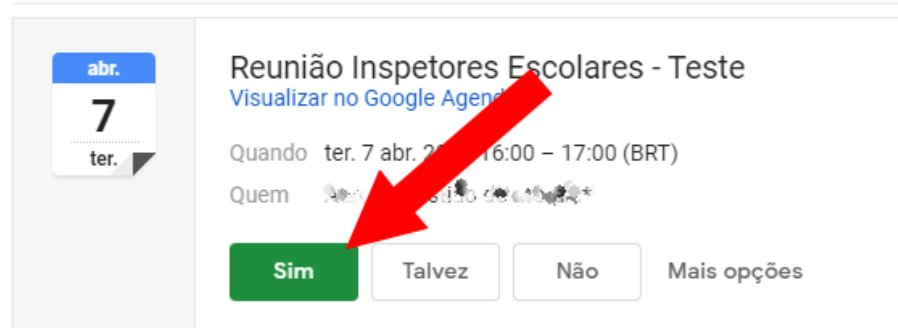 abr.
7
ter.
Reunião Inspetores Escolares - Teste
Visualizar no Google Agenda
Quando ter. 7 abr. 16:00 – 17:00 (BRT)
Quem
Sim
Talvez
Não
Mais opções